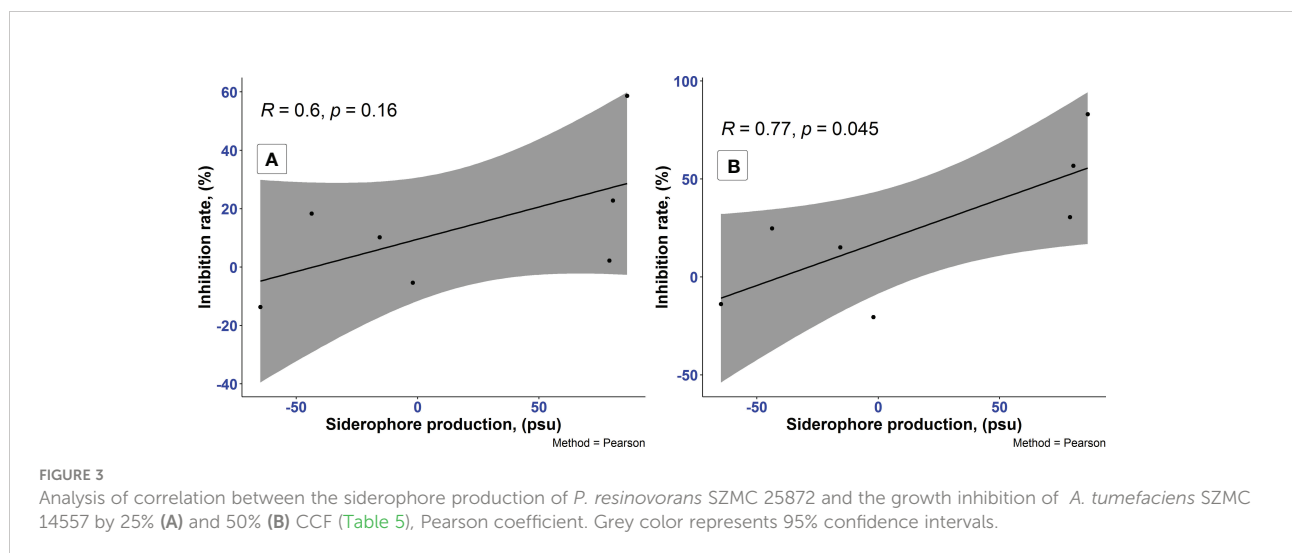 R = 0.6, p = 0.16
A
60
40
20
0
-20
-40
Inhibition rate, (%)
-50 0 50
Siderophore production, (psu)
Method = Pearson
R = 0.77, p = 0.045
B
100
50
0
-50
Inhibition rate, (%)
-50 0 50
Siderophore production, (psu)
Method = Pearson
FIGURE 3
Analysis of correlation between the siderophore production of P. resinovorans SZMC 25872 and the growth inhibition of A. tumefaciens SZMC
14557 by 25% (A) and 50% (B) CCF (Table 5), Pearson coefficient. Grey color represents 95% confidence intervals.